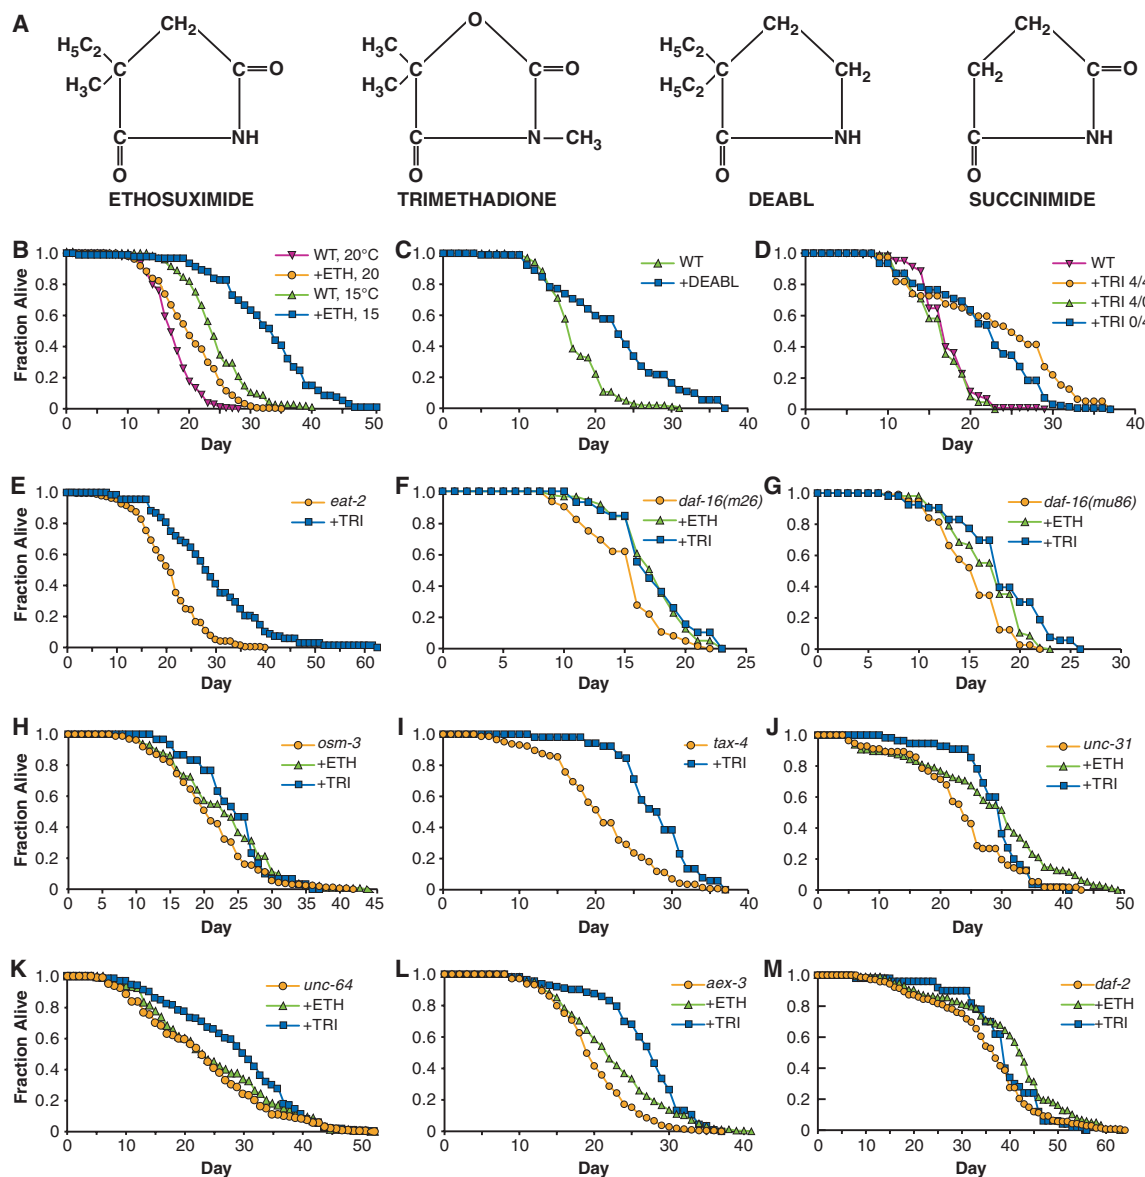 A
CH2
H5C2
H3C
C
C=O
C
NH
O
ETHOSUXIMIDE
O
H3C
H3C
C
C=O
C
N—CH3
O
TRIMETHADIONE
CH2
H5C2
H5C2
C
CH2
C
NH
O
DEABL
CH2
CH2
C=O
C
NH
O
SUCCINIMIDE
B
Fraction Alive
1.0
0.8
0.6
0.4
0.2
0
0 10 20 30 40 50
Day
WT, 20°C
+ETH, 20
WT, 15°C
+ETH, 15
C
1.0
0.8
0.6
0.4
0.2
0
0 10 20 30 40
Day
WT
+DEABL
D
1.0
0.8
0.6
0.4
0.2
0
0 10 20 30 40
Day
WT
+TRI 4/4
+TRI 4/0
+TRI 0/4
E
Fraction Alive
1.0
0.8
0.6
0.4
0.2
0
0 10 20 30 40 50 60
Day
eat-2
+TRI
F
1.0
0.8
0.6
0.4
0.2
0
0 5 10 15 20 25
Day
daf-16(m26)
+ETH
+TRI
G
1.0
0.8
0.6
0.4
0.2
0
0 5 10 15 20 25 30
Day
daf-16(mu86)
+ETH
+TRI
H
Fraction Alive
1.0
0.8
0.6
0.4
0.2
0
0 5 10 15 20 25 30 35 40 45
Day
osm-3
+ETH
+TRI
I
1.0
0.8
0.6
0.4
0.2
0
0 10 20 30 40
Day
tax-4
+TRI
J
1.0
0.8
0.6
0.4
0.2
0
0 10 20 30 40 50
Day
unc-31
+ETH
+TRI
K
Fraction Alive
1.0
0.8
0.6
0.4
0.2
0
0 10 20 30 40 50
Day
unc-64
+ETH
+TRI
L
1.0
0.8
0.6
0.4
0.2
0
0 10 20 30 40
Day
aex-3
+ETH
+TRI
M
1.0
0.8
0.6
0.4
0.2
0
0 10 20 30 40 50 60
Day
daf-2
+ETH
+TRI